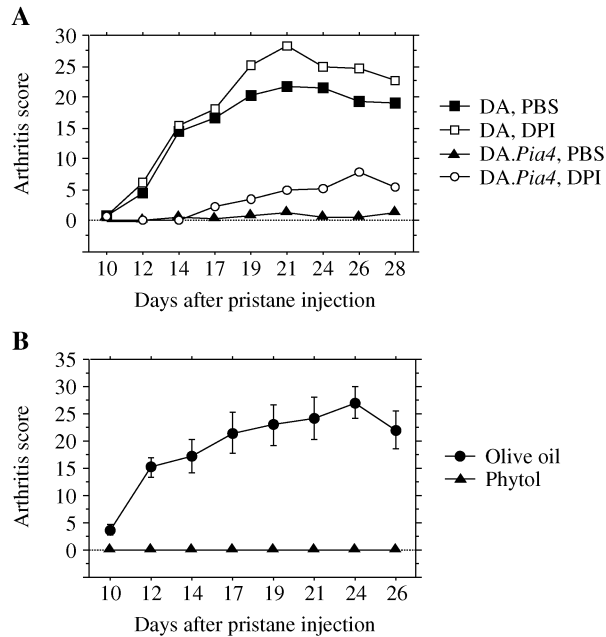 A
30
25
20
15
10
5
0
Arthritis score
10 12 14 17 19 21 24 26 28
Days after pristane injection
DA, PBS
DA, DPI
DA.Pia4, PBS
DA.Pia4, DPI
B
35
30
25
20
15
10
5
0
Arthritis score
10 12 14 17 19 21 24 26
Days after pristane injection
Olive oil
Phytol